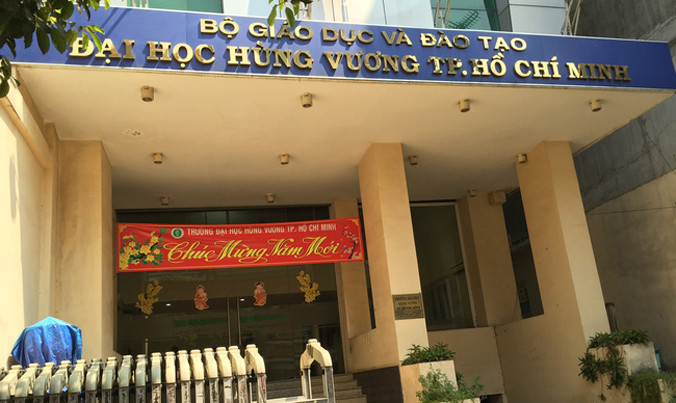 BỘ GIÁO DỤC VÀ ĐÀO TẠO
ĐẠI HỌC HÙNG VƯƠNG TP. HỒ CHÍ MINH
TRƯỜNG ĐẠI HỌC HÙNG VƯƠNG TP. HỒ CHÍ MINH
Chúc Mừng Năm Mới